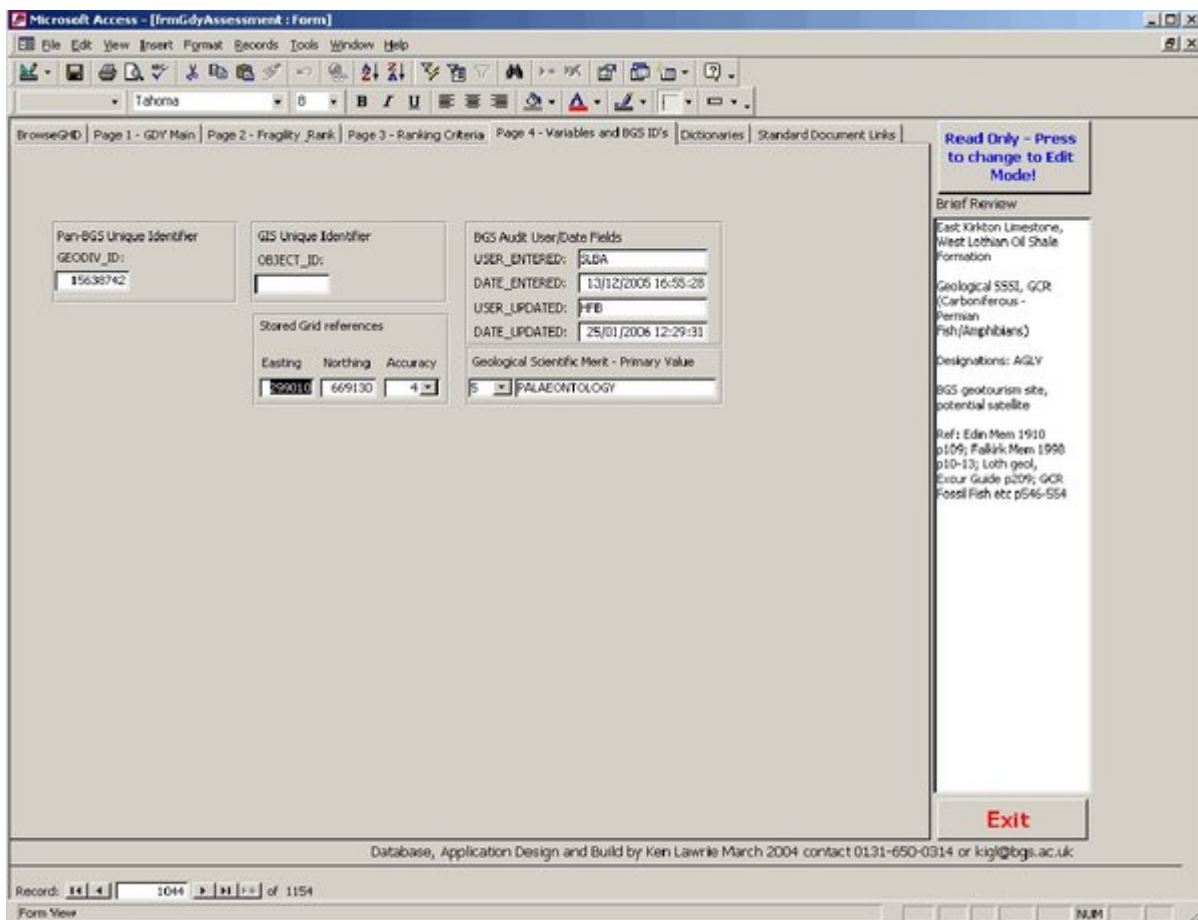 Microsoft Access - [frmGdyAssessment : Form]
File Edit View Insert Format Records Tools Window Help
Tahoma 8 B I U
BrowseGHD Page 1 - GDY Main Page 2 - Fragility_Rank Page 3 - Ranking Criteria Page 4 - Variables and BGS ID's Dictionaries Standard Document Links
Read Only - Press
to change to Edit
Mode!
Pan-BGS Unique Identifier
GEODIV_ID:
15638742
GIS Unique Identifier
OBJECT_ID:
Stored Grid references
Easting Northing Accuracy
299010 669130 4
BGS Audit User/Date Fields
USER_ENTERED: SLBA
DATE_ENTERED: 13/12/2005 16:55:28
USER_UPDATED: HFB
DATE_UPDATED: 25/01/2006 12:29:31
Geological Scientific Merit - Primary Value
5 PALAEONTOLOGY
Brief Review
East Kirkton Limestone,
West Lothian Oil Shale
Formation
Geological SSSI, GCR
(Carboniferous -
Permian
Fish/Amphibians)
Designations: AGLV
BGS geotourism site,
potential satellite
Ref: Edin Mem 1910
p109; Falkirk Mem 1998
p10-13; Loth geol,
Excur Guide p209; GCR
Fossil Fish etc p546-554
Exit
Database, Application Design and Build by Ken Lawrie March 2004 contact 0131-650-0314 or kigl@bgs.ac.uk
Record: 1044 of 1154
Form View NUM